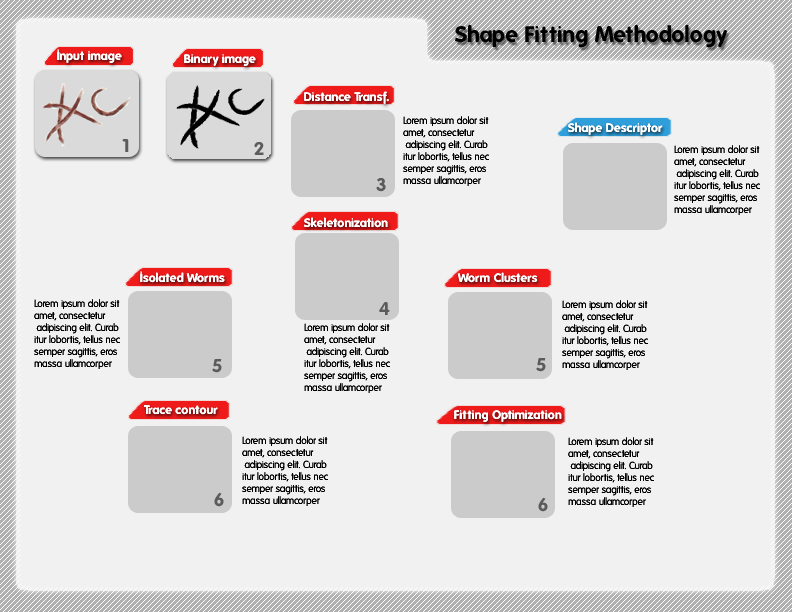 Shape Fitting Methodology
Input image
1
Binary image
2
Distance Transf.
3
Lorem ipsum dolor sit
amet, consectetur
adipiscing elit. Curab
itur lobortis, tellus nec
semper sagittis, eros
massa ullamcorper
Shape Descriptor
Lorem ipsum dolor sit
amet, consectetur
adipiscing elit. Curab
itur lobortis, tellus nec
semper sagittis, eros
massa ullamcorper
Skeletonization
4
Lorem ipsum dolor sit
amet, consectetur
adipiscing elit. Curab
itur lobortis, tellus nec
semper sagittis, eros
massa ullamcorper
Isolated Worms
Lorem ipsum dolor sit
amet, consectetur
adipiscing elit. Curab
itur lobortis, tellus nec
semper sagittis, eros
massa ullamcorper
5
Worm Clusters
5
Lorem ipsum dolor sit
amet, consectetur
adipiscing elit. Curab
itur lobortis, tellus nec
semper sagittis, eros
massa ullamcorper
Trace contour
6
Lorem ipsum dolor sit
amet, consectetur
adipiscing elit. Curab
itur lobortis, tellus nec
semper sagittis, eros
massa ullamcorper
Fitting Optimization
6
Lorem ipsum dolor sit
amet, consectetur
adipiscing elit. Curab
itur lobortis, tellus nec
semper sagittis, eros
massa ullamcorper